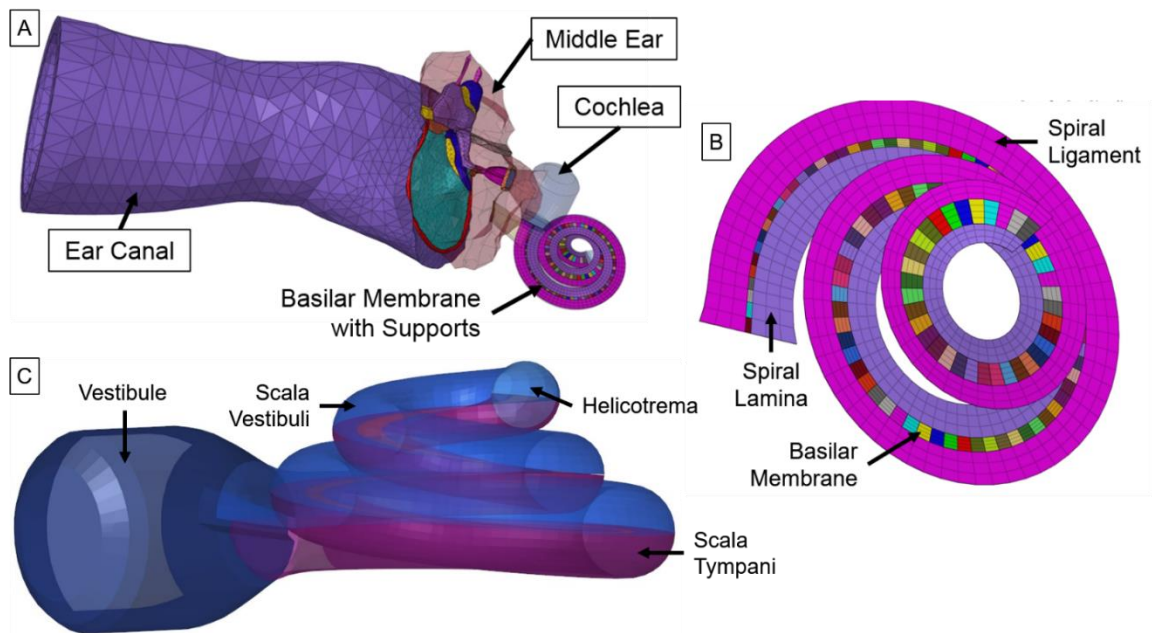 A
Middle Ear
Cochlea
Ear Canal
Basilar Membrane
with Supports
B
Spiral
Ligament
Spiral
Lamina
Basilar
Membrane
C
Vestibule
Scala
Vestibuli
Helicotrema
Scala
Tympani